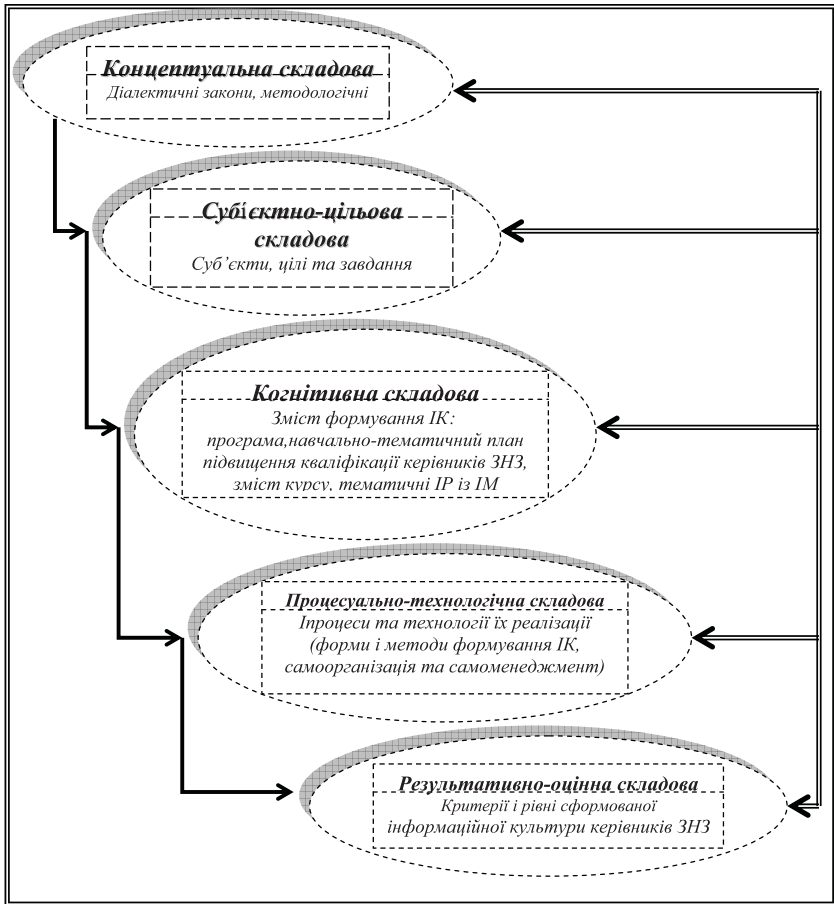 Концептуальна складова
Діалектичні закони, методологічні
Суб'єктно-цільова
складова
Суб'єкти, цілі та завдання
Когнітивна складова
Зміст формування ІК:
програма,навчально-тематичний план
підвищення кваліфікації керівників ЗНЗ,
зміст курсу, тематичні ІР із ІМ
Процесуально-технологічна складова
Іпроцеси та технології їх реалізації
(форми і методи формування ІК,
самоорганізація та самоменеджмент)
Результативно-оцінна складова
Критерії і рівні сформованої
інформаційної культури керівників ЗНЗ